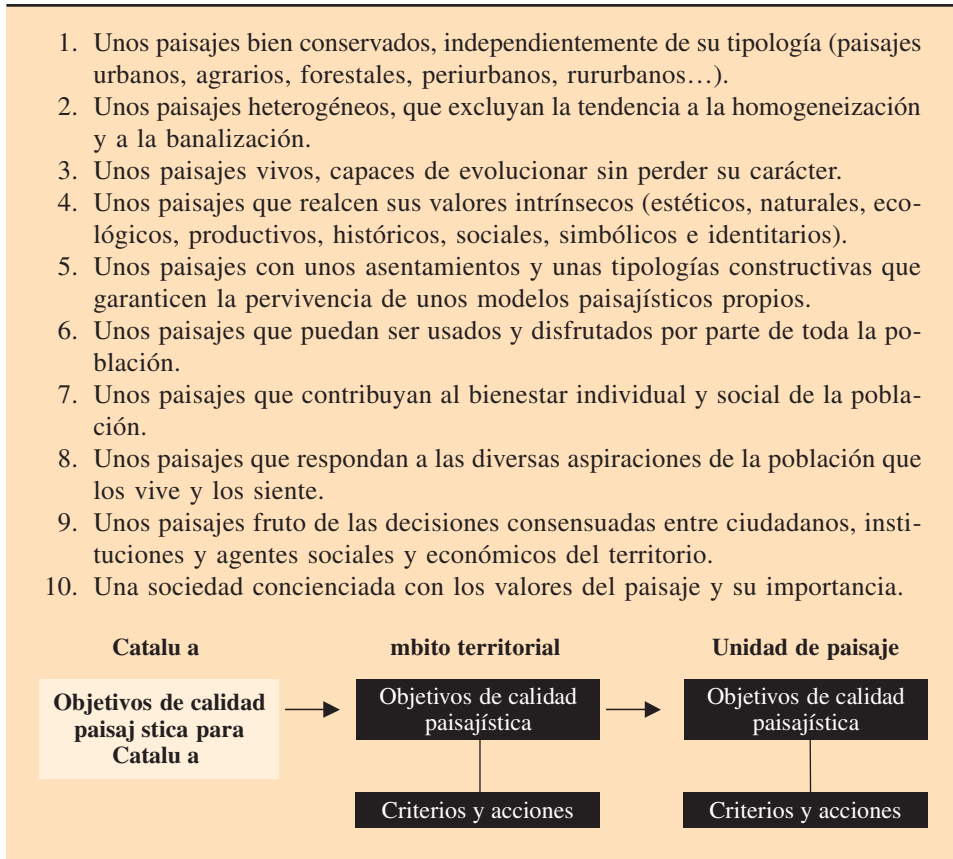 1. Unos paisajes bien conservados, independientemente de su tipología (paisajes
urbanos, agrarios, forestales, periurbanos, rururbanos…).
2. Unos paisajes heterogéneos, que excluyan la tendencia a la homogeneización
y a la banalización.
3. Unos paisajes vivos, capaces de evolucionar sin perder su carácter.
4. Unos paisajes que realcen sus valores intrínsecos (estéticos, naturales, eco-
lógicos, productivos, históricos, sociales, simbólicos e identitarios).
5. Unos paisajes con unos asentamientos y unas tipologías constructivas que
garanticen la pervivencia de unos modelos paisajísticos propios.
6. Unos paisajes que puedan ser usados y disfrutados por parte de toda la po-
blación.
7. Unos paisajes que contribuyan al bienestar individual y social de la pobla-
ción.
8. Unos paisajes que respondan a las diversas aspiraciones de la población que
los vive y los siente.
9. Unos paisajes fruto de las decisiones consensuadas entre ciudadanos, insti-
tuciones y agentes sociales y económicos del territorio.
10. Una sociedad concienciada con los valores del paisaje y su importancia.
Catalu a
mbito territorial
Unidad de paisaje
Objetivos de calidad
paisaj stica para
Catalu a
Objetivos de calidad
paisajística
Objetivos de calidad
paisajística
Criterios y acciones
Criterios y acciones